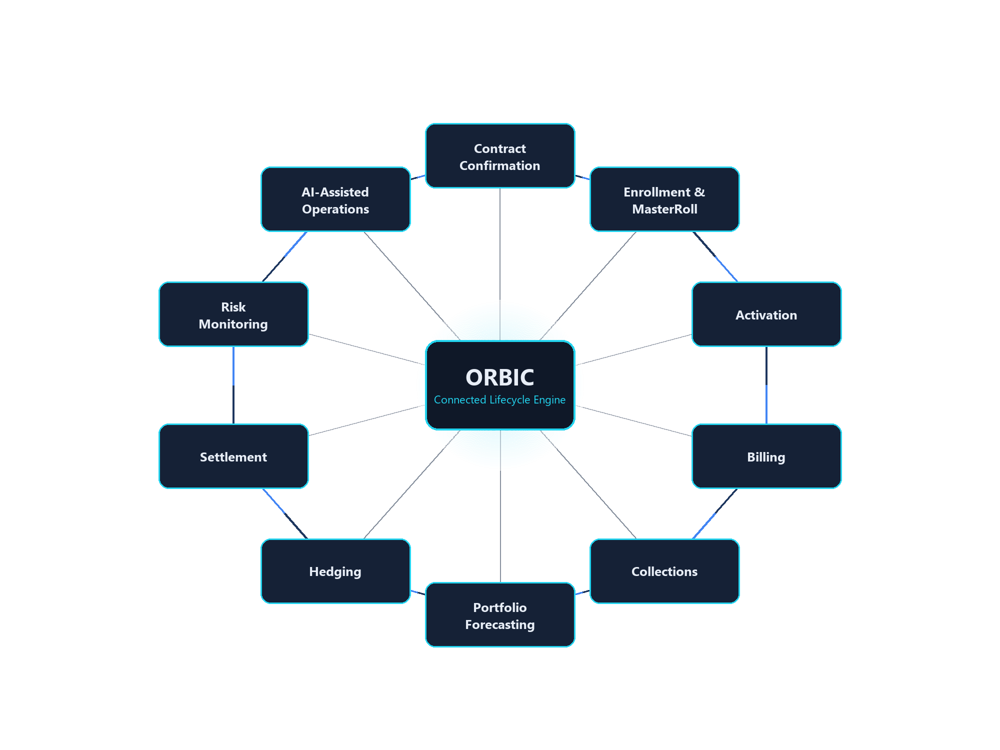 Contract
Confirmation
AI-Assisted
Operations
Enrollment &
MasterRoll
Risk
Monitoring
Activation
ORBIC
Connected Lifecycle Engine
Settlement
Billing
Hedging
Collections
Portfolio
Forecasting